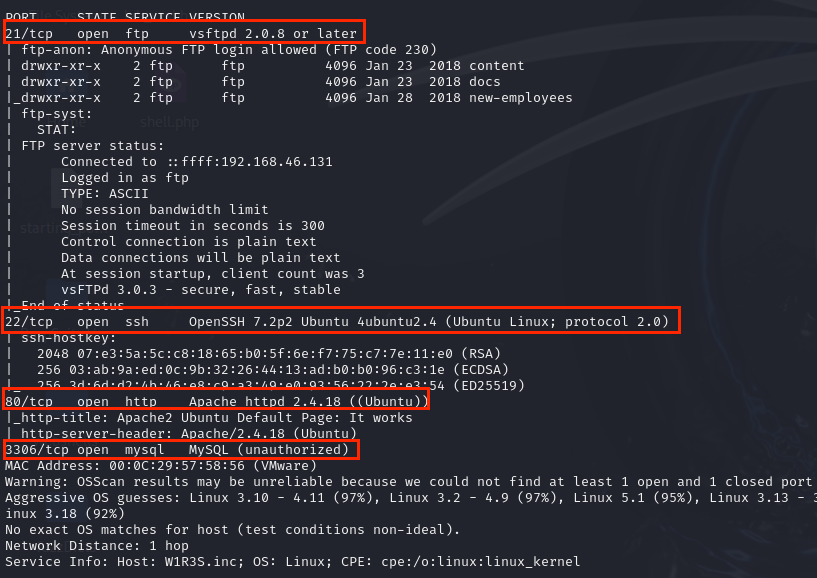 PORT     STATE SERVICE VERSION
21/tcp   open  ftp     vsftpd 2.0.8 or later
| ftp-anon: Anonymous FTP login allowed (FTP code 230)
| drwxr-xr-x    2 ftp      ftp          4096 Jan 23  2018 content
| drwxr-xr-x    2 ftp      ftp          4096 Jan 23  2018 docs
|_drwxr-xr-x    2 ftp      ftp          4096 Jan 28  2018 new-employees
| ftp-syst:
|   STAT:
shell.php
| FTP server status:
|      Connected to ::ffff:192.168.46.131
|      Logged in as ftp
|      TYPE: ASCII
|      No session bandwidth limit
|      Session timeout in seconds is 300
|      Control connection is plain text
|      Data connections will be plain text
|      At session startup, client count was 3
|      vsFTPd 3.0.3 - secure, fast, stable
|_End of status
22/tcp   open  ssh     OpenSSH 7.2p2 Ubuntu 4ubuntu2.4 (Ubuntu Linux; protocol 2.0)
| ssh-hostkey:
|   2048 07:e3:5a:5c:c8:18:65:b0:5f:6e:f7:75:c7:7e:11:e0 (RSA)
|   256 03:ab:9a:ed:0c:9b:32:26:44:13:ad:b0:b0:96:c3:1e (ECDSA)
|_  256 3d:6d:d2:4b:46:e8:c9:a3:49:e0:93:56:22:2e:e3:54 (ED25519)
80/tcp   open  http    Apache httpd 2.4.18 ((Ubuntu))
|_http-title: Apache2 Ubuntu Default Page: It works
|_http-server-header: Apache/2.4.18 (Ubuntu)
3306/tcp open  mysql   MySQL (unauthorized)
MAC Address: 00:0C:29:57:58:56 (VMware)
Warning: OSScan results may be unreliable because we could not find at least 1 open and 1 closed port
Aggressive OS guesses: Linux 3.10 - 4.11 (97%), Linux 3.2 - 4.9 (97%), Linux 5.1 (95%), Linux 3.13 - 3
inux 3.18 (92%)
No exact OS matches for host (test conditions non-ideal).
Network Distance: 1 hop
Service Info: Host: W1R3S.inc; OS: Linux; CPE: cpe:/o:linux:linux_kernel